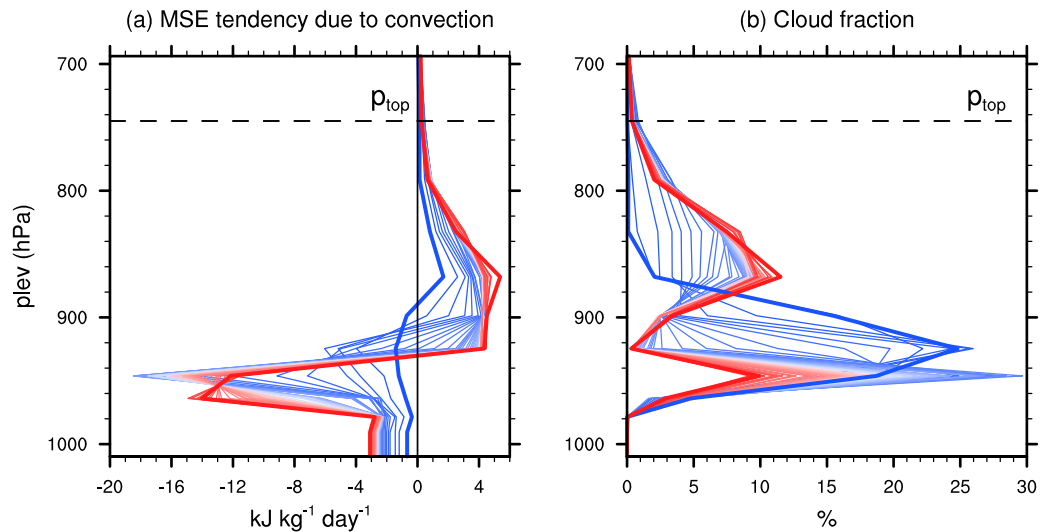 (a) MSE tendency due to convection
(b) Cloud fraction
700
800
900
1000
plev (hPa)
p_top
-20 -16 -12 -8 -4 0 4
kJ kg⁻¹ day⁻¹
700
800
900
1000
p_top
0 5 10 15 20 25 30
%